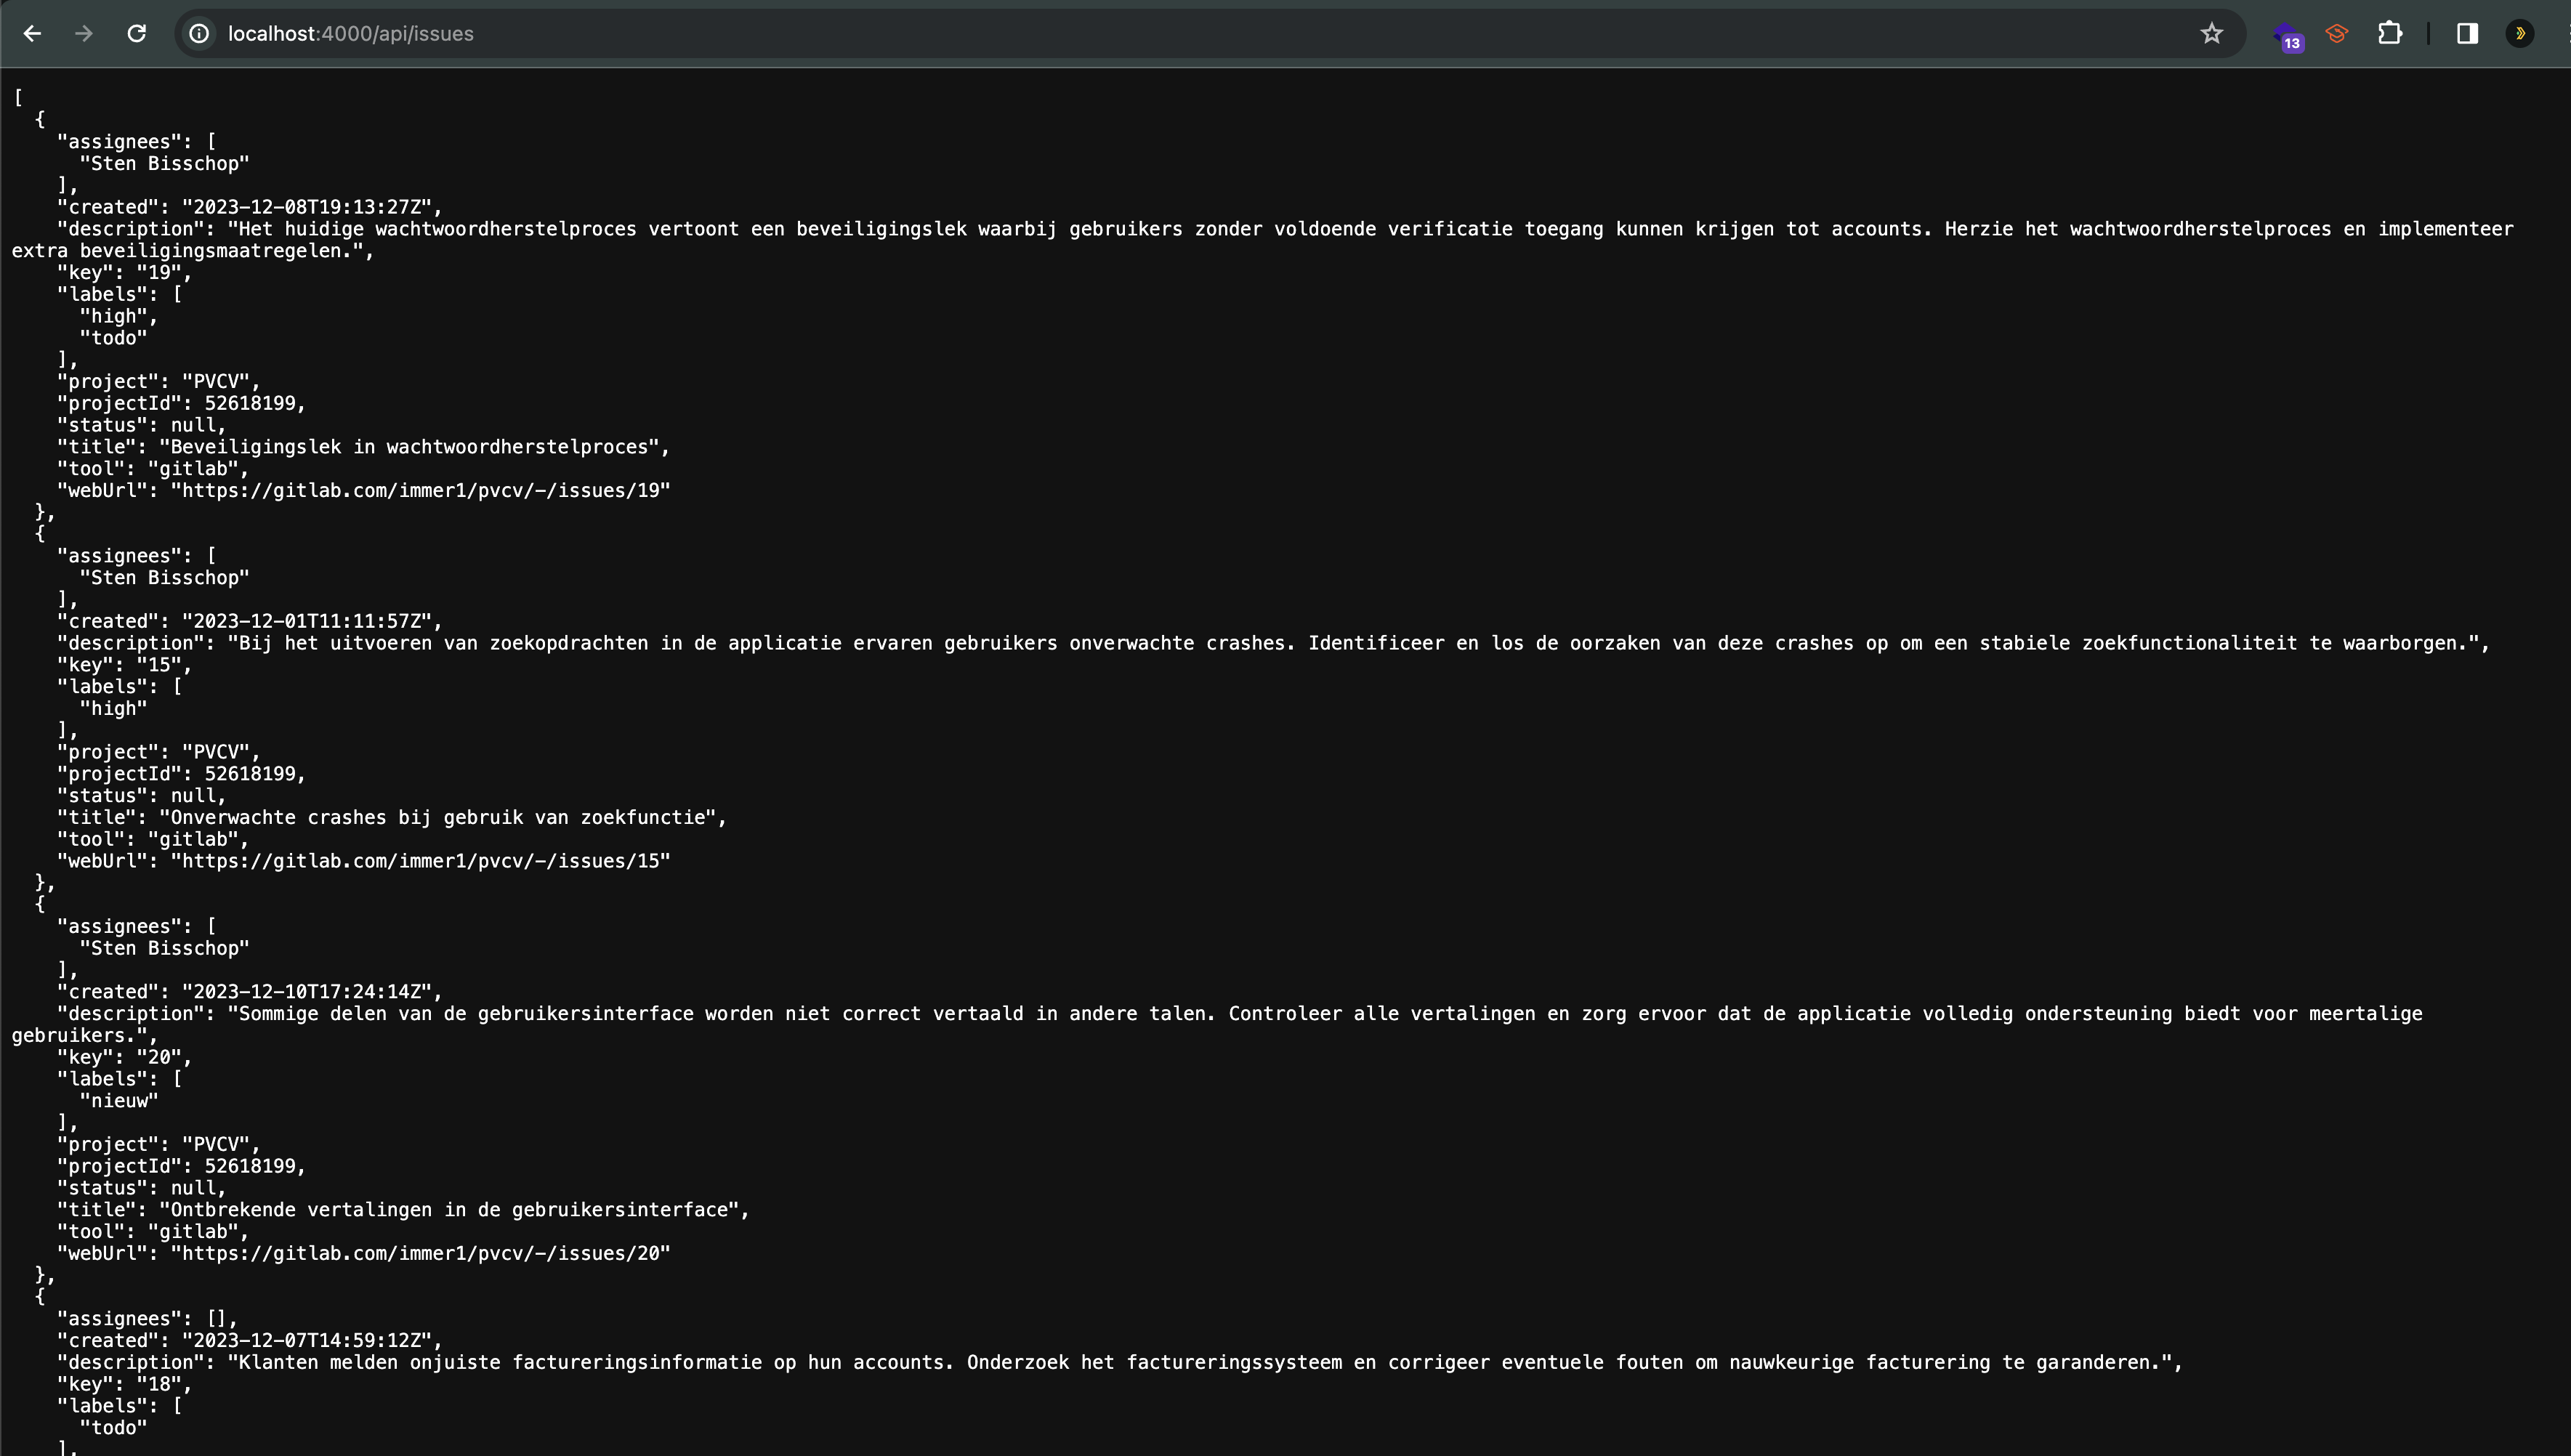 localhost:4000/api/issues
13
[
  {
    "assignees": [
      "Sten Bisschop"
    ],
    "created": "2023-12-08T19:13:27Z",
    "description": "Het huidige wachtwoordherstelproces vertoont een beveiligingslek waarbij gebruikers zonder voldoende verificatie toegang kunnen krijgen tot accounts. Herzie het wachtwoordherstelproces en implementeer
extra beveiligingsmaatregelen.",
    "key": "19",
    "labels": [
      "high",
      "todo"
    ],
    "project": "PVCV",
    "projectId": 52618199,
    "status": null,
    "title": "Beveiligingslek in wachtwoordherstelproces",
    "tool": "gitlab",
    "webUrl": "https://gitlab.com/immer1/pvcv/-/issues/19"
  },
  {
    "assignees": [
      "Sten Bisschop"
    ],
    "created": "2023-12-01T11:11:57Z",
    "description": "Bij het uitvoeren van zoekopdrachten in de applicatie ervaren gebruikers onverwachte crashes. Identificeer en los de oorzaken van deze crashes op om een stabiele zoekfunctionaliteit te waarborgen.",
    "key": "15",
    "labels": [
      "high"
    ],
    "project": "PVCV",
    "projectId": 52618199,
    "status": null,
    "title": "Onverwachte crashes bij gebruik van zoekfunctie",
    "tool": "gitlab",
    "webUrl": "https://gitlab.com/immer1/pvcv/-/issues/15"
  },
  {
    "assignees": [
      "Sten Bisschop"
    ],
    "created": "2023-12-10T17:24:14Z",
    "description": "Sommige delen van de gebruikersinterface worden niet correct vertaald in andere talen. Controleer alle vertalingen en zorg ervoor dat de applicatie volledig ondersteuning biedt voor meertalige
gebruikers.",
    "key": "20",
    "labels": [
      "nieuw"
    ],
    "project": "PVCV",
    "projectId": 52618199,
    "status": null,
    "title": "Ontbrekende vertalingen in de gebruikersinterface",
    "tool": "gitlab",
    "webUrl": "https://gitlab.com/immer1/pvcv/-/issues/20"
  },
  {
    "assignees": [],
    "created": "2023-12-07T14:59:12Z",
    "description": "Klanten melden onjuiste factureringsinformatie op hun accounts. Onderzoek het factureringssysteem en corrigeer eventuele fouten om nauwkeurige facturering te garanderen.",
    "key": "18",
    "labels": [
      "todo"
    ],